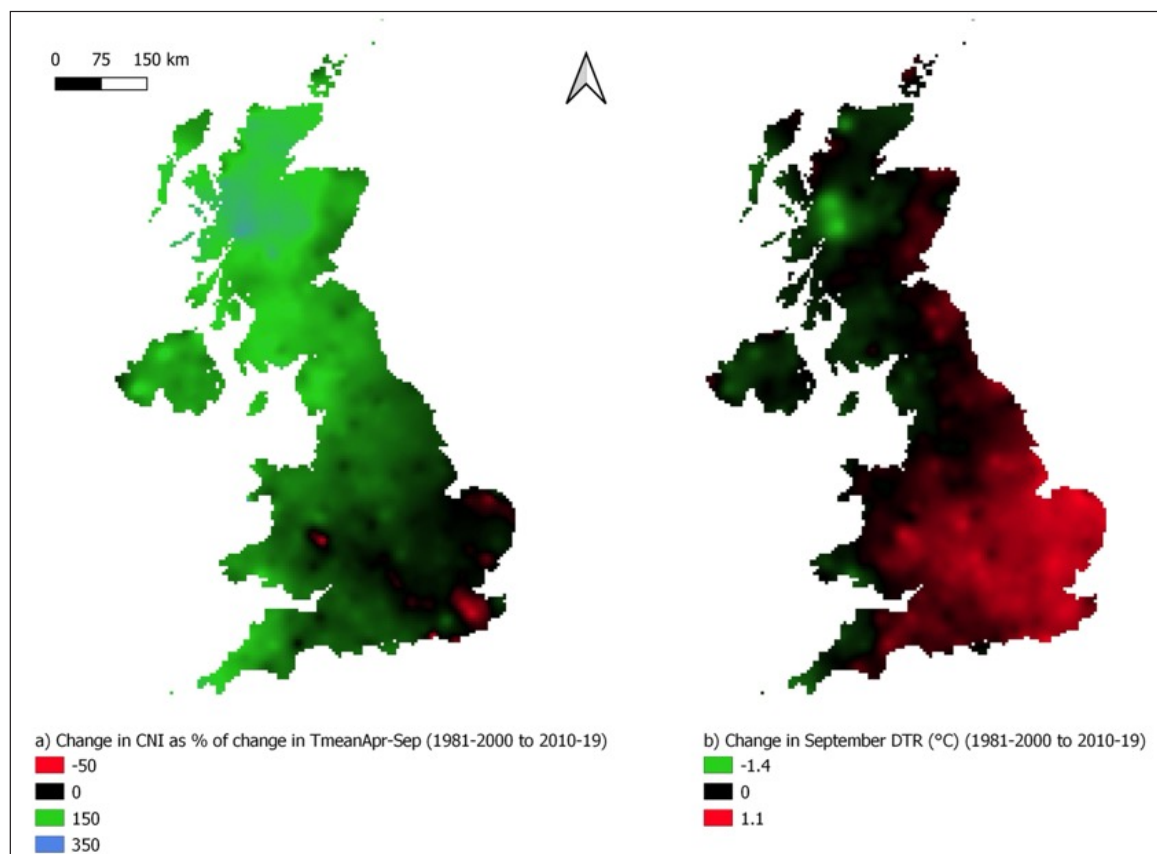 0 75 150 km
a) Change in CNI as % of change in TmeanApr-Sep (1981-2000 to 2010-19)
-50
0
150
350
b) Change in September DTR (°C) (1981-2000 to 2010-19)
-1.4
0
1.1